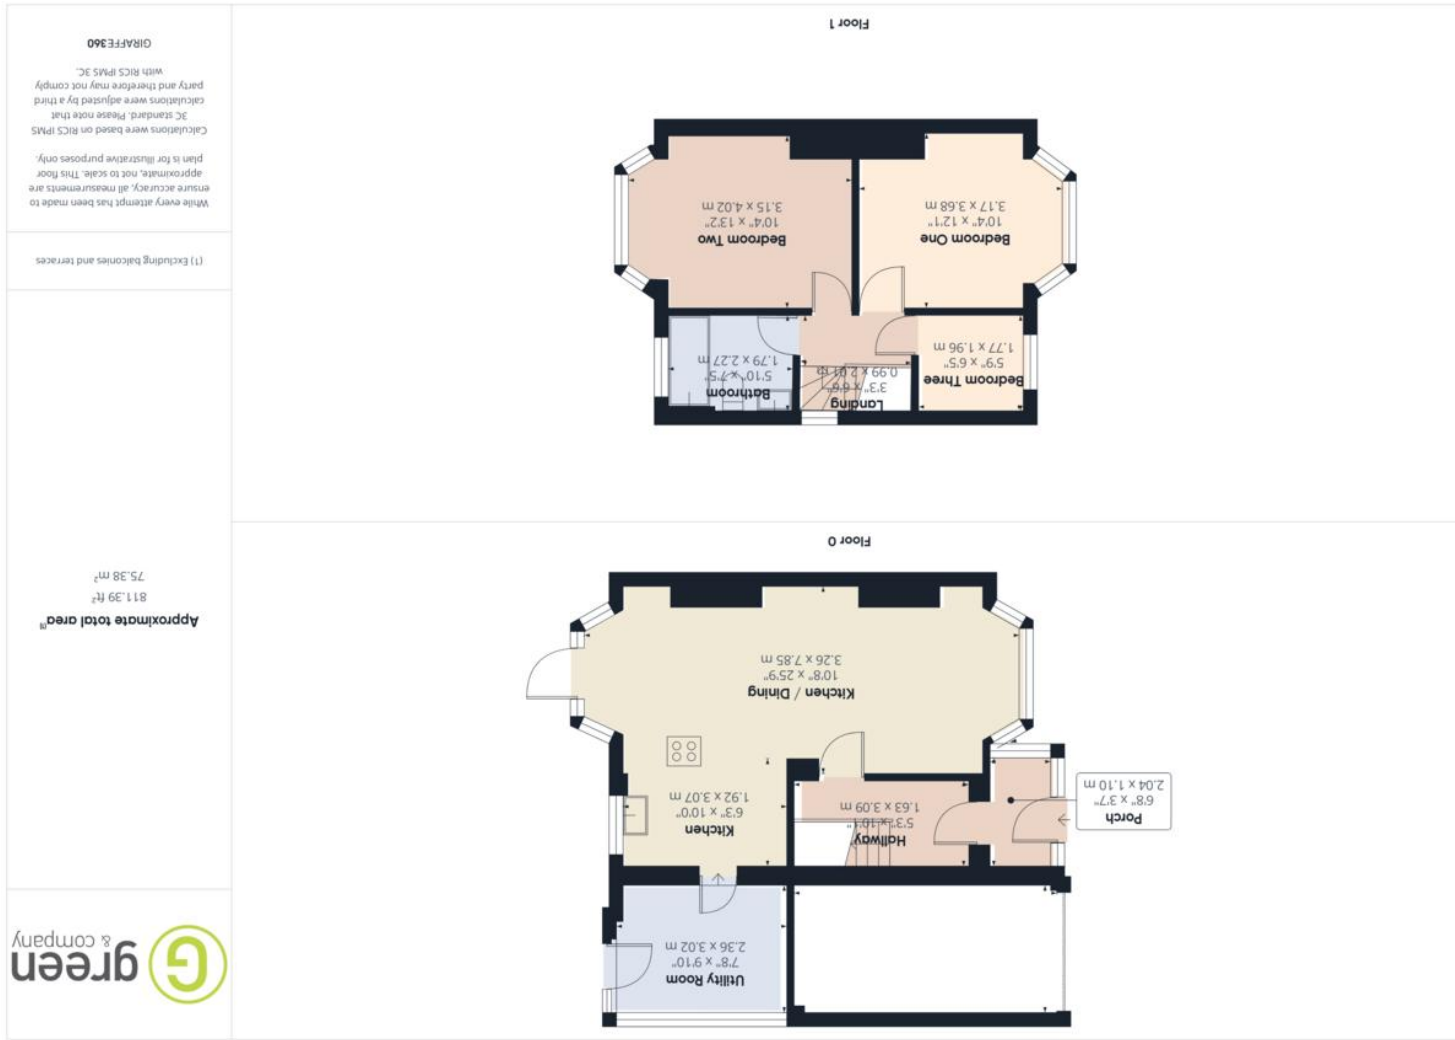 green
& company
Approximate total area⁽¹⁾
811.39 ft²
75.38 m²
(1) Excluding balconies and terraces
While every attempt has been made to
ensure accuracy, all measurements are
approximate, not to scale. This floor
plan is for illustrative purposes only.
Calculations were based on RICS IPMS
3C standard. Please note that
calculations were adjusted by a third
party and therefore may not comply
with RICS IPMS 3C.
GIRAFFE360
Utility Room
7'8" x 9'10"
2.36 x 3.02 m
Porch
6'8" x 3'7"
2.04 x 1.10 m
Hallway
5'3" x 10'1"
1.63 x 3.09 m
Kitchen
6'3" x 10'0"
1.92 x 3.07 m
Kitchen / Dining
10'8" x 25'9"
3.26 x 7.85 m
Floor 0
Bedroom Three
5'9" x 6'5"
1.77 x 1.96 m
Landing
3'3" x 6'6"
0.99 x 2.01 m
Bathroom
5'10" x 7'5"
1.79 x 2.27 m
Bedroom One
10'4" x 12'1"
3.17 x 3.68 m
Bedroom Two
10'4" x 13'2"
3.15 x 4.02 m
Floor 1